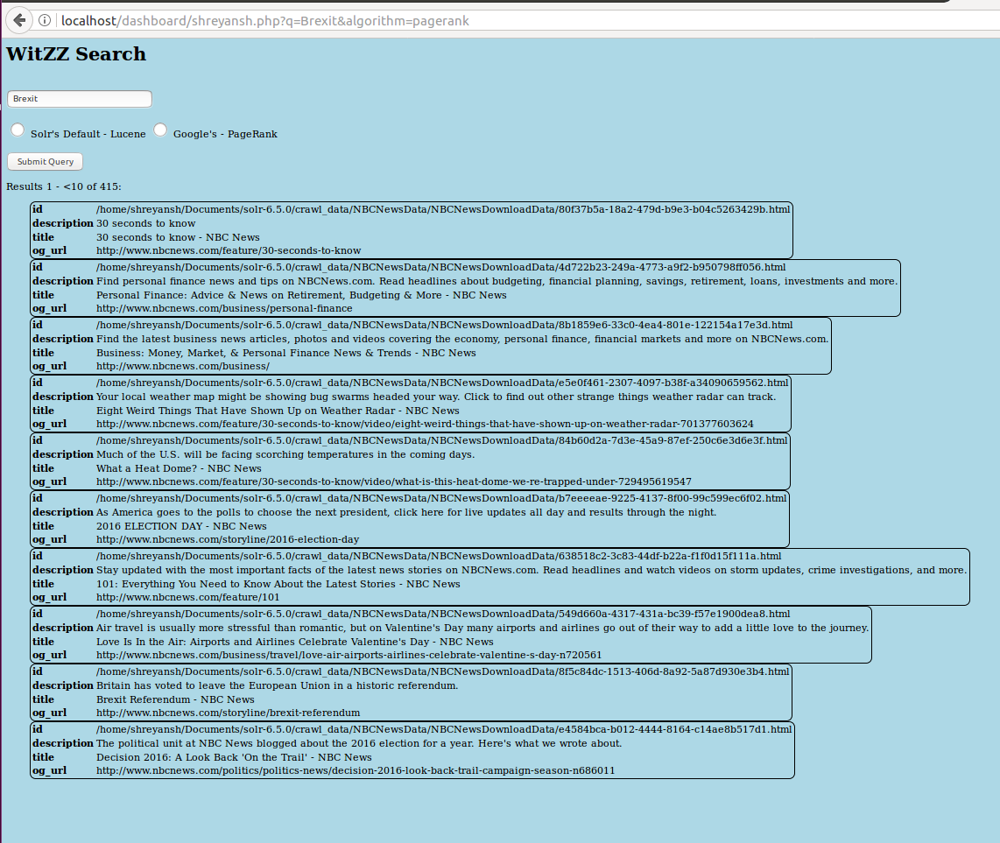 localhost/dashboard/shreyansh.php?q=Brexit&algorithm=pagerank
WitZZ Search
Brexit
Solr's Default - Lucene Google's - PageRank
Submit Query
Results 1 - <10 of 415:
id /home/shreyansh/Documents/solr-6.5.0/crawl_data/NBCNewsData/NBCNewsDownloadData/80f37b5a-18a2-479d-b9e3-b04c5263429b.html
description 30 seconds to know
title 30 seconds to know - NBC News
og_url http://www.nbcnews.com/feature/30-seconds-to-know
id /home/shreyansh/Documents/solr-6.5.0/crawl_data/NBCNewsData/NBCNewsDownloadData/4d722b23-249a-4773-a9f2-b950798ff056.html
description Find personal finance news and tips on NBCNews.com. Read headlines about budgeting, financial planning, savings, retirement, loans, investments and more.
title Personal Finance: Advice & News on Retirement, Budgeting & More - NBC News
og_url http://www.nbcnews.com/business/personal-finance
id /home/shreyansh/Documents/solr-6.5.0/crawl_data/NBCNewsData/NBCNewsDownloadData/8b1859e6-33c0-4ea4-801e-122154a17e3d.html
description Find the latest business news articles, photos and videos covering the economy, personal finance, financial markets and more on NBCNews.com.
title Business: Money, Market, & Personal Finance News & Trends - NBC News
og_url http://www.nbcnews.com/business/
id /home/shreyansh/Documents/solr-6.5.0/crawl_data/NBCNewsData/NBCNewsDownloadData/e5e0f461-2307-4097-b38f-a34090659562.html
description Your local weather map might be showing bug swarms headed your way. Click to find out other strange things weather radar can track.
title Eight Weird Things That Have Shown Up on Weather Radar - NBC News
og_url http://www.nbcnews.com/feature/30-seconds-to-know/video/eight-weird-things-that-have-shown-up-on-weather-radar-701377603624
id /home/shreyansh/Documents/solr-6.5.0/crawl_data/NBCNewsData/NBCNewsDownloadData/84b60d2a-7d3e-45a9-87ef-250c6e3d6e3f.html
description Much of the U.S. will be facing scorching temperatures in the coming days.
title What a Heat Dome? - NBC News
og_url http://www.nbcnews.com/feature/30-seconds-to-know/video/what-is-this-heat-dome-we-re-trapped-under-729495619547
id /home/shreyansh/Documents/solr-6.5.0/crawl_data/NBCNewsData/NBCNewsDownloadData/b7eeeeae-9225-4137-8f00-99c599ec6f02.html
description As America goes to the polls to choose the next president, click here for live updates all day and results through the night.
title 2016 ELECTION DAY - NBC News
og_url http://www.nbcnews.com/storyline/2016-election-day
id /home/shreyansh/Documents/solr-6.5.0/crawl_data/NBCNewsData/NBCNewsDownloadData/638518c2-3c83-44df-b22a-f1f0d15f111a.html
description Stay updated with the most important facts of the latest news stories on NBCNews.com. Read headlines and watch videos on storm updates, crime investigations, and more.
title 101: Everything You Need to Know About the Latest Stories - NBC News
og_url http://www.nbcnews.com/feature/101
id /home/shreyansh/Documents/solr-6.5.0/crawl_data/NBCNewsData/NBCNewsDownloadData/549d660a-4317-431a-bc39-f57e1900dea8.html
description Air travel is usually more stressful than romantic, but on Valentine's Day many airports and airlines go out of their way to add a little love to the journey.
title Love Is In the Air: Airports and Airlines Celebrate Valentine's Day - NBC News
og_url http://www.nbcnews.com/business/travel/love-air-airports-airlines-celebrate-valentine-s-day-n720561
id /home/shreyansh/Documents/solr-6.5.0/crawl_data/NBCNewsData/NBCNewsDownloadData/8f5c84dc-1513-406d-8a92-5a87d930e3b4.html
description Britain has voted to leave the European Union in a historic referendum.
title Brexit Referendum - NBC News
og_url http://www.nbcnews.com/storyline/brexit-referendum
id /home/shreyansh/Documents/solr-6.5.0/crawl_data/NBCNewsData/NBCNewsDownloadData/e4584bca-b012-4444-8164-c14ae8b517d1.html
description The political unit at NBC News blogged about the 2016 election for a year. Here's what we wrote about.
title Decision 2016: A Look Back 'On the Trail' - NBC News
og_url http://www.nbcnews.com/politics/politics-news/decision-2016-look-back-trail-campaign-season-n686011